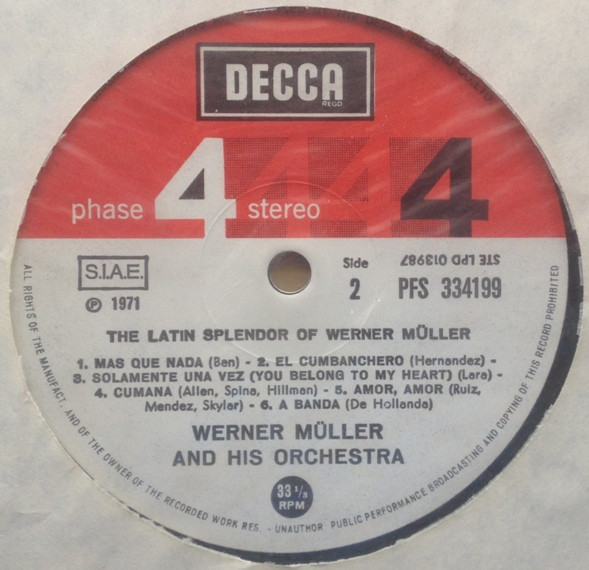 DECCA
REGD
phase 4 stereo 4
S.I.A.E.
℗ 1971
Side
2
STE LPD 013987
PFS 334199
THE LATIN SPLENDOR OF WERNER MÜLLER
1. MAS QUE NADA (Ben) - 2. EL CUMBANCHERO (Hernandez) -
3. SOLAMENTE UNA VEZ (YOU BELONG TO MY HEART) (Lara) -
4. CUMANA (Allen, Spina, Hillman) - 5. AMOR, AMOR (Ruiz,
Mendez, Skylar) - 6. A BANDA (De Hollanda)
WERNER MÜLLER
AND HIS ORCHESTRA
33 1/3
RPM
ALL RIGHTS OF THE MANUFACT. AND OF THE OWNER OF THE RECORDED WORK RES. - UNAUTHOR PUBLIC PERFORMANCE BROADCASTING AND COPYING OF THIS RECORD PROHIBITED